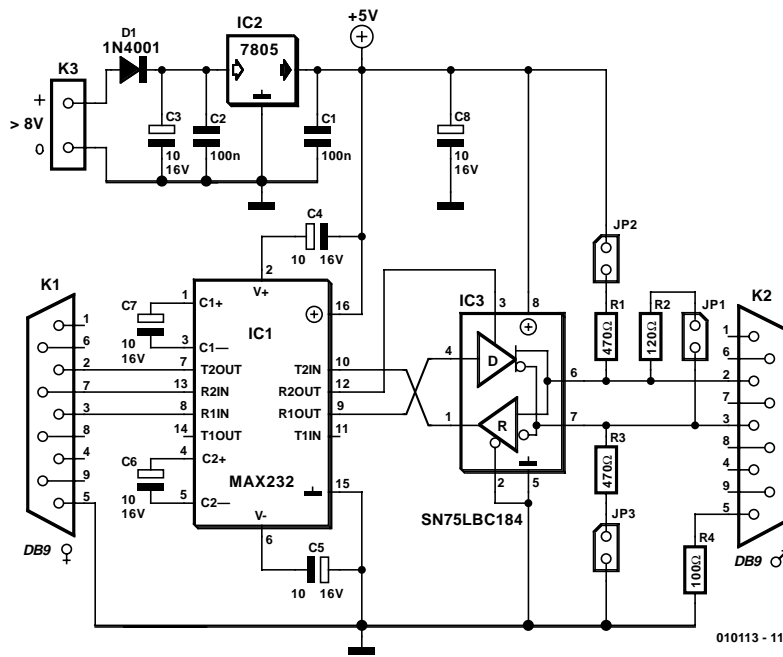 +5V
D1
1N4001
IC2
7805
K3
+
> 8V
0
C3
10
16V
C2
100n
C1
100n
C8
10
16V
C4
10 16V
JP2
K1
1
6
2
7
3
8
4
9
5
DB9 ♀
C7
10
16V
C6
10
16V
1
3
7
13
8
14
4
5
2
V+
C1+
C1—
T2OUT
R2IN
R1IN
T1OUT
C2+
C2—
IC1
T2IN
R2OUT
R1OUT
T1IN
MAX232
V-
6
16
10
12
9
11
15
C5
10 16V
IC3
3
8
4
1
D
R
2
5
6
7
SN75LBC184
R1
470Ω
R2
120Ω
JP1
R3
470Ω
JP3
R4
100Ω
K2
1
6
2
7
3
8
4
9
5
DB9 ♂
010113 - 11